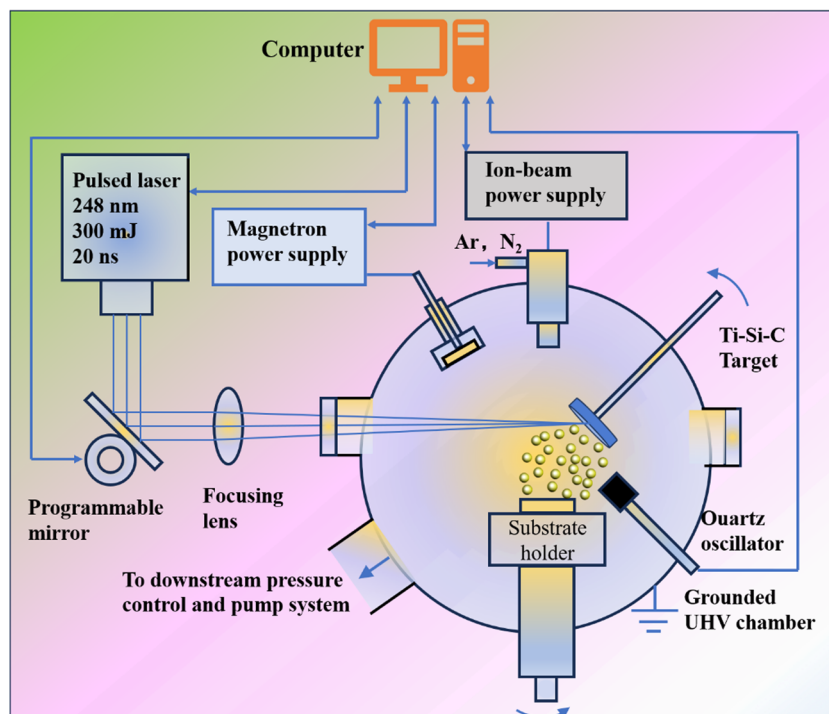 Computer
Pulsed laser
248 nm
300 mJ
20 ns
Magnetron
power supply
Ion-beam
power supply
Ar, N₂
Ti-Si-C
Target
Programmable
mirror
Focusing
lens
Substrate
holder
Ouartz
oscillator
To downstream pressure
control and pump system
Grounded
UHV chamber